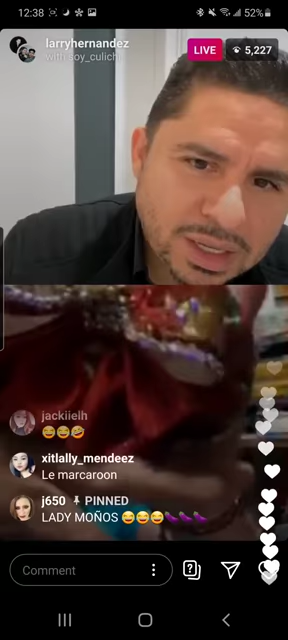 12:38
52%
larryhernandez
with soy_culichi
LIVE
5,227
jackiielh
😂😂🤣
xitlally_mendeez
Le marcaroon
j650 PINNED
LADY MOÑOS 😂😅😂🍆🍆🍆
Comment